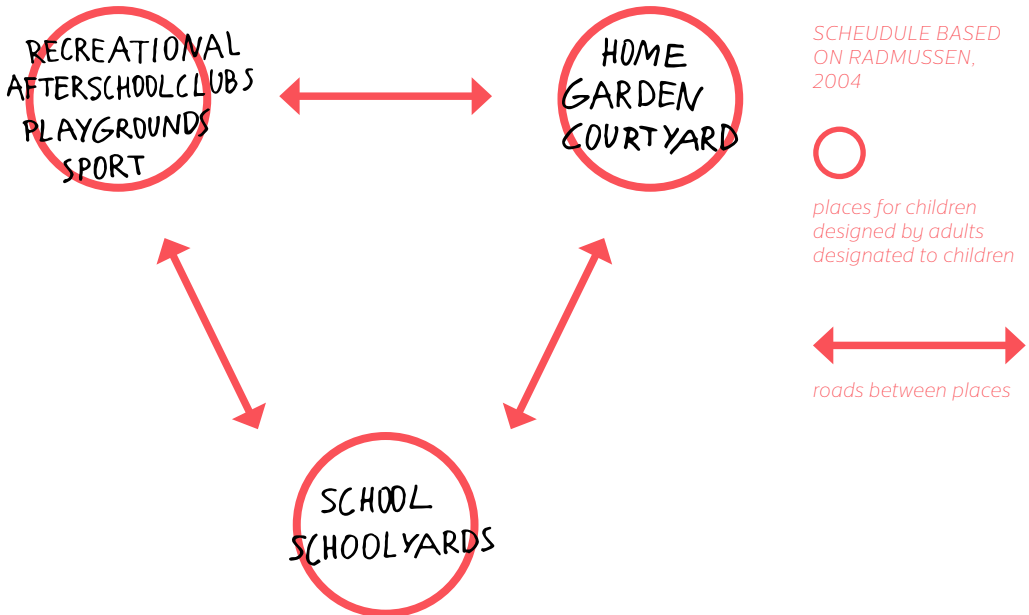 RECREATIONAL
AFTERSCHOOLCLUBS
PLAYGROUNDS
SPORT
HOME
GARDEN
COURTYARD
SCHOOL
SCHOOLYARDS
SCHEUDULE BASED
ON RADMUSSEN,
2004
places for children
designed by adults
designated to children
roads between places